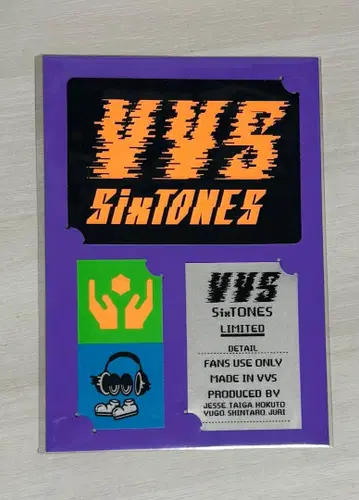 VVS
SixTONES
VVS
SixTONES
LIMITED
DETAIL
FANS USE ONLY
MADE IN VVS
PRODUCED BY
JESSE TAIGA HOKUTO
YUGO SHINTARO JURI